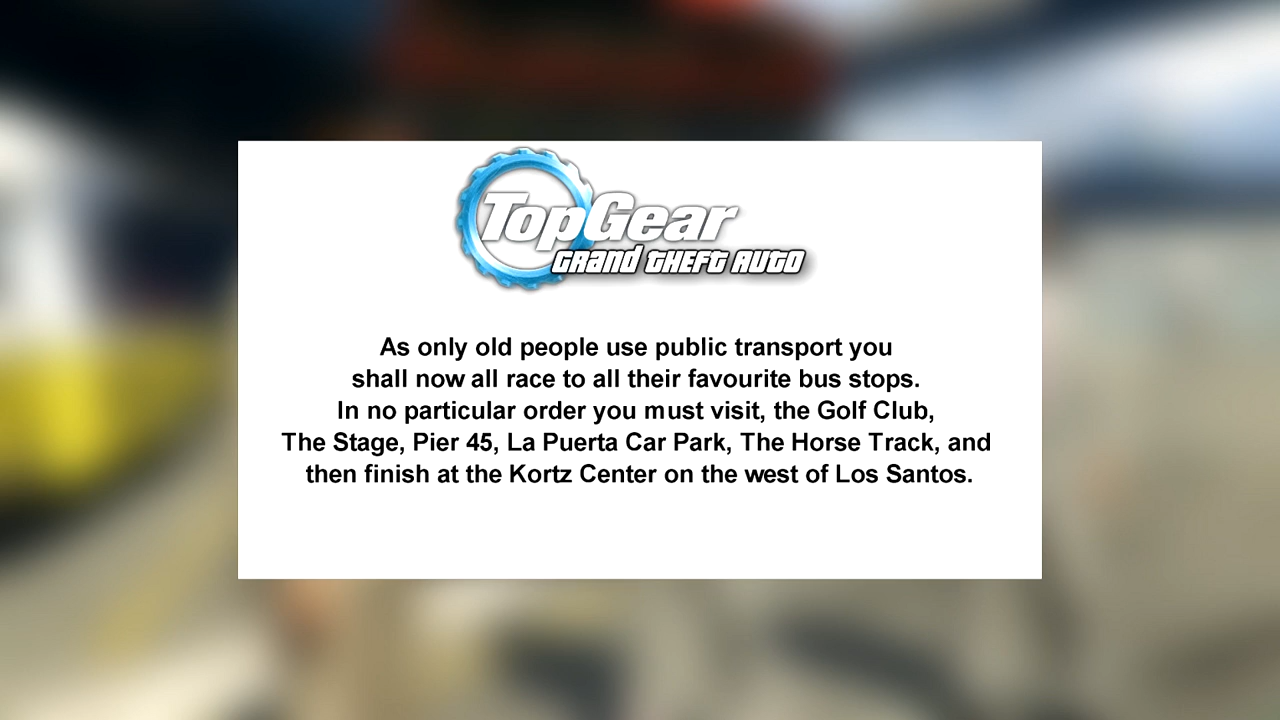 TopGear
GRAND THEFT AUTO
As only old people use public transport you
shall now all race to all their favourite bus stops.
In no particular order you must visit, the Golf Club,
The Stage, Pier 45, La Puerta Car Park, The Horse Track, and
then finish at the Kortz Center on the west of Los Santos.